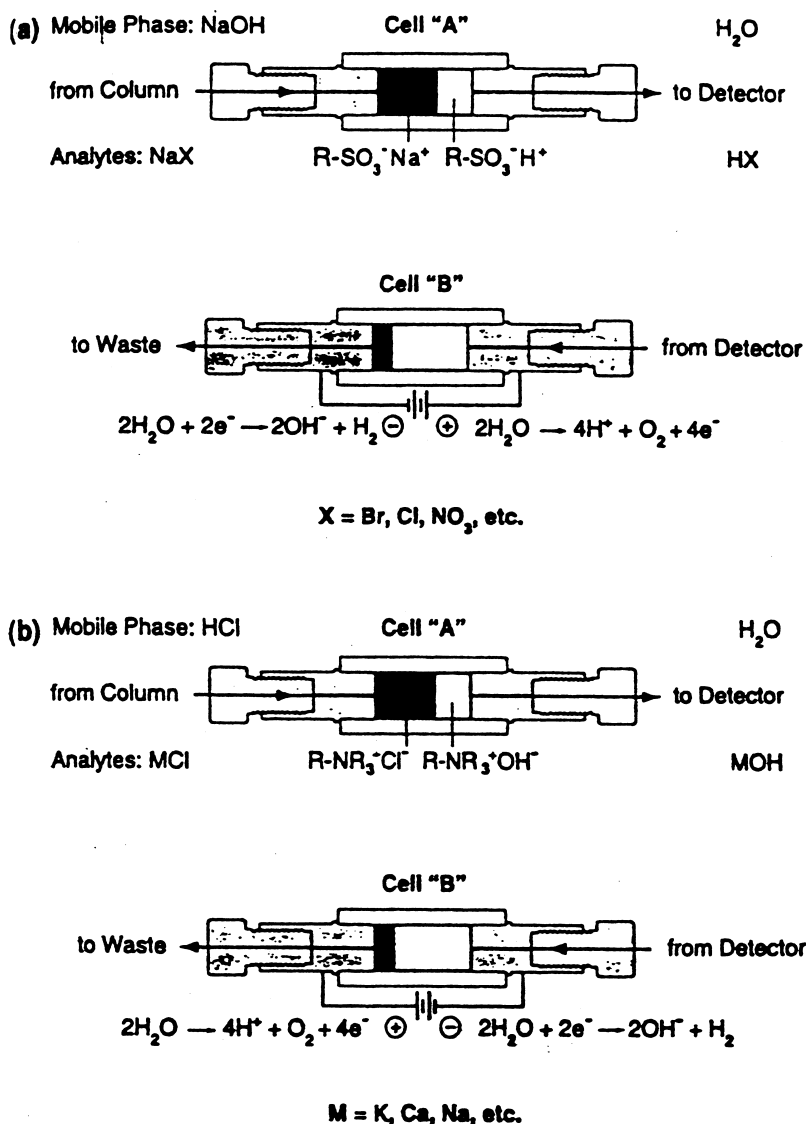 (a) Mobile Phase: NaOH Cell "A" H₂O
from Column to Detector
Analytes: NaX R-SO₃⁻Na⁺ R-SO₃⁻H⁺ HX
Cell "B"
to Waste from Detector
2H₂O + 2e⁻ → 2OH⁻ + H₂ ⊖ ⊕ 2H₂O → 4H⁺ + O₂ + 4e⁻
X = Br, Cl, NO₃, etc.
(b) Mobile Phase: HCl Cell "A" H₂O
from Column to Detector
Analytes: MCl R-NR₃⁺Cl⁻ R-NR₃⁺OH⁻ MOH
Cell "B"
to Waste from Detector
2H₂O → 4H⁺ + O₂ + 4e⁻ ⊕ ⊖ 2H₂O + 2e⁻ → 2OH⁻ + H₂
M = K, Ca, Na, etc.